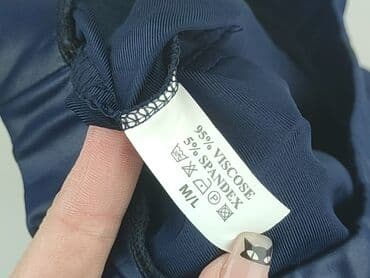 95% VISCOSE
5% SPANDEX
M/L